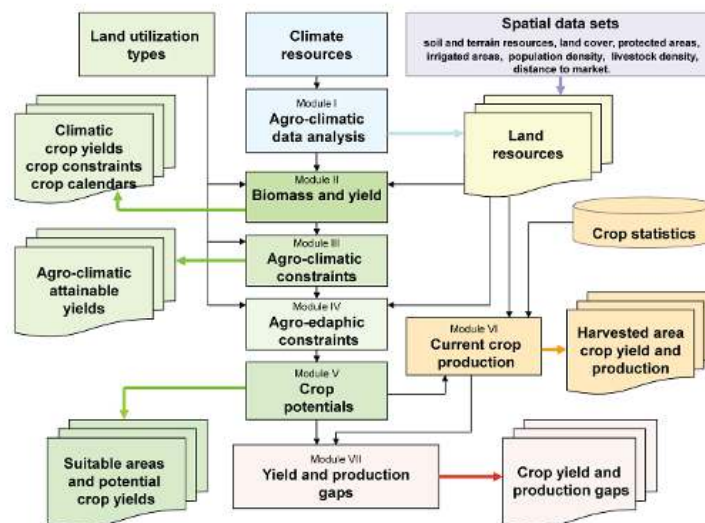 Land utilization
types
Climate
resources
Spatial data sets
soil and terrain resources, land cover, protected areas,
irrigated areas, population density, livestock density,
distance to market.
Module I
Agro-climatic
data analysis
Climatic
crop yields
crop constraints
crop calendars
Land
resources
Module II
Biomass and yield
Crop statistics
Module III
Agro-climatic
constraints
Agro-climatic
attainable
yields
Module IV
Agro-edaphic
constraints
Module VI
Current crop
production
Harvested area
crop yield and
production
Module V
Crop
potentials
Suitable areas
and potential
crop yields
Module VII
Yield and production
gaps
Crop yield and
production gaps